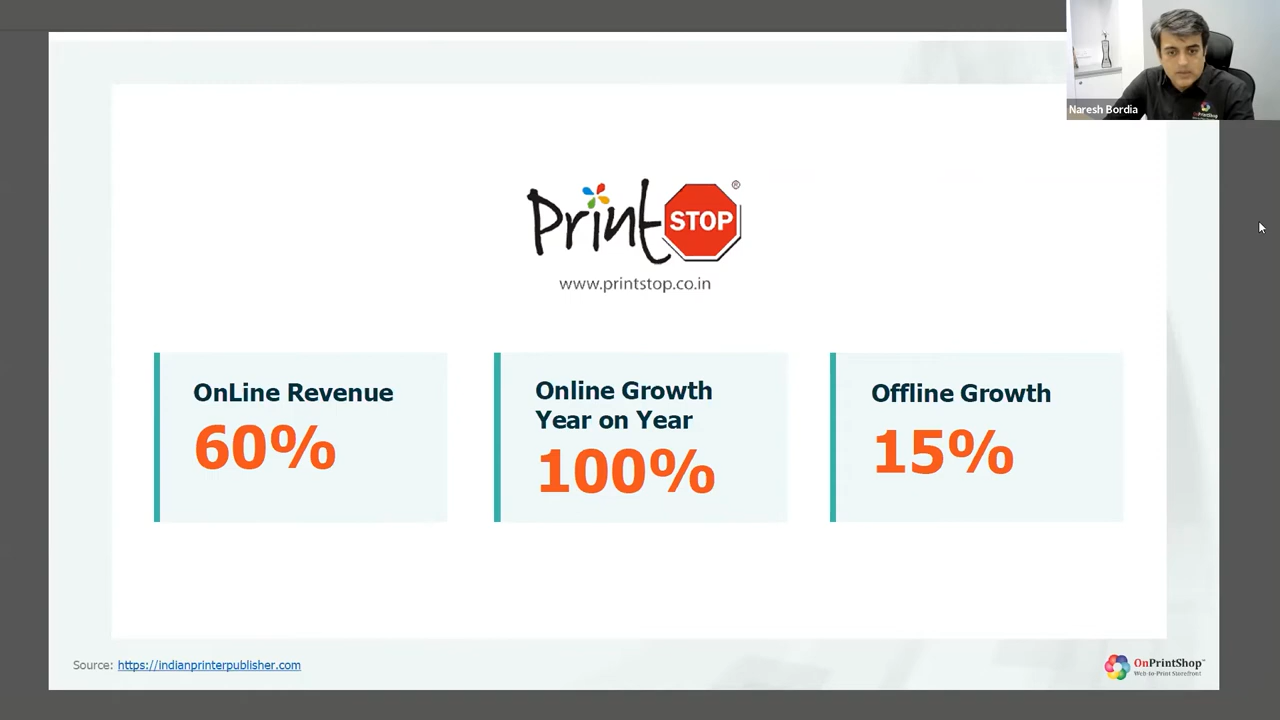 Naresh Bordia
Print STOP ®
www.printstop.co.in
OnLine Revenue
60%
Online Growth
Year on Year
100%
Offline Growth
15%
Source: https://indianprinterpublisher.com
OnPrintShop™
Web-to-Print Storefront
OnPrintShop